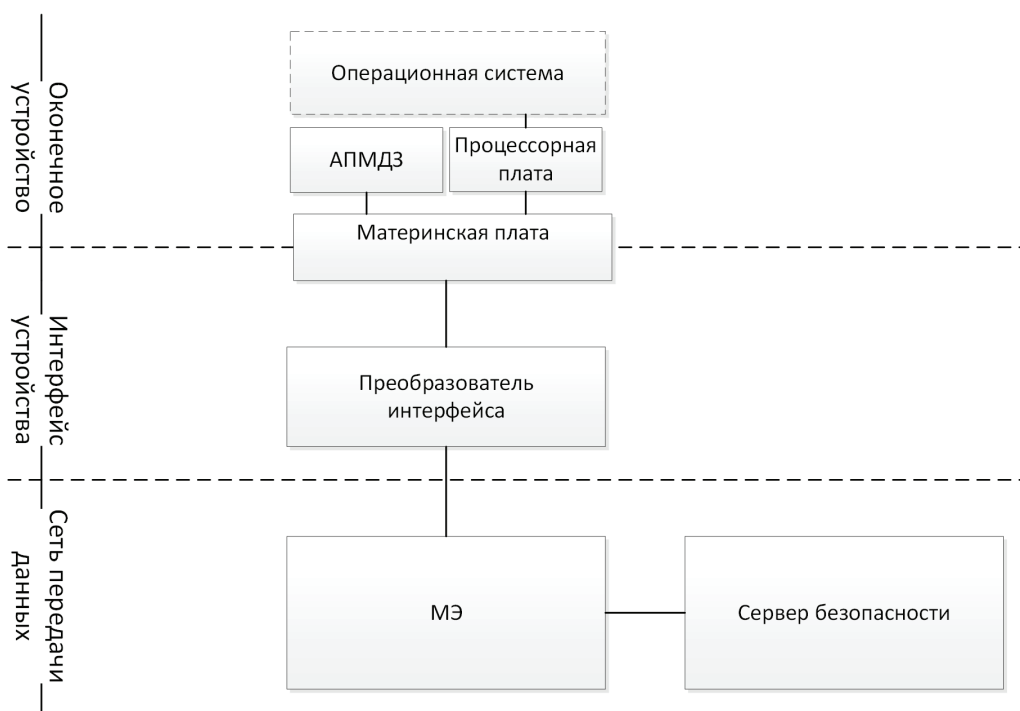 Оконечное
устройство
Операционная система
АПМДЗ
Процессорная
плата
Материнская плата
Интерфейс
устройства
Преобразователь
интерфейса
Сеть передачи
данных
МЭ
Сервер безопасности